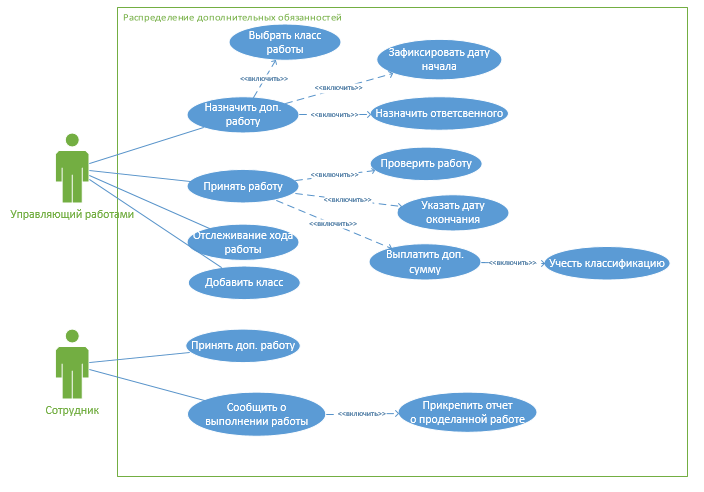 Распределение дополнительных обязанностей
Выбрать класс
работы
Зафиксировать дату
начала
<<включить>>
<<включить>>
Назначить доп.
работу
<<включить>>
Назначить ответсвенного
Проверить работу
<<включить>>
Принять работу
<<включить>>
Указать дату
окончания
Управляющий работами
<<включить>>
Отслеживание хода
работы
Выплатить доп.
сумму
<<включить>>
Учесть классификацию
Добавить класс
Принять доп. работу
Сотрудник
Сообщить о
выполнении работы
<<включить>>
Прикрепить отчет
о проделанной работе